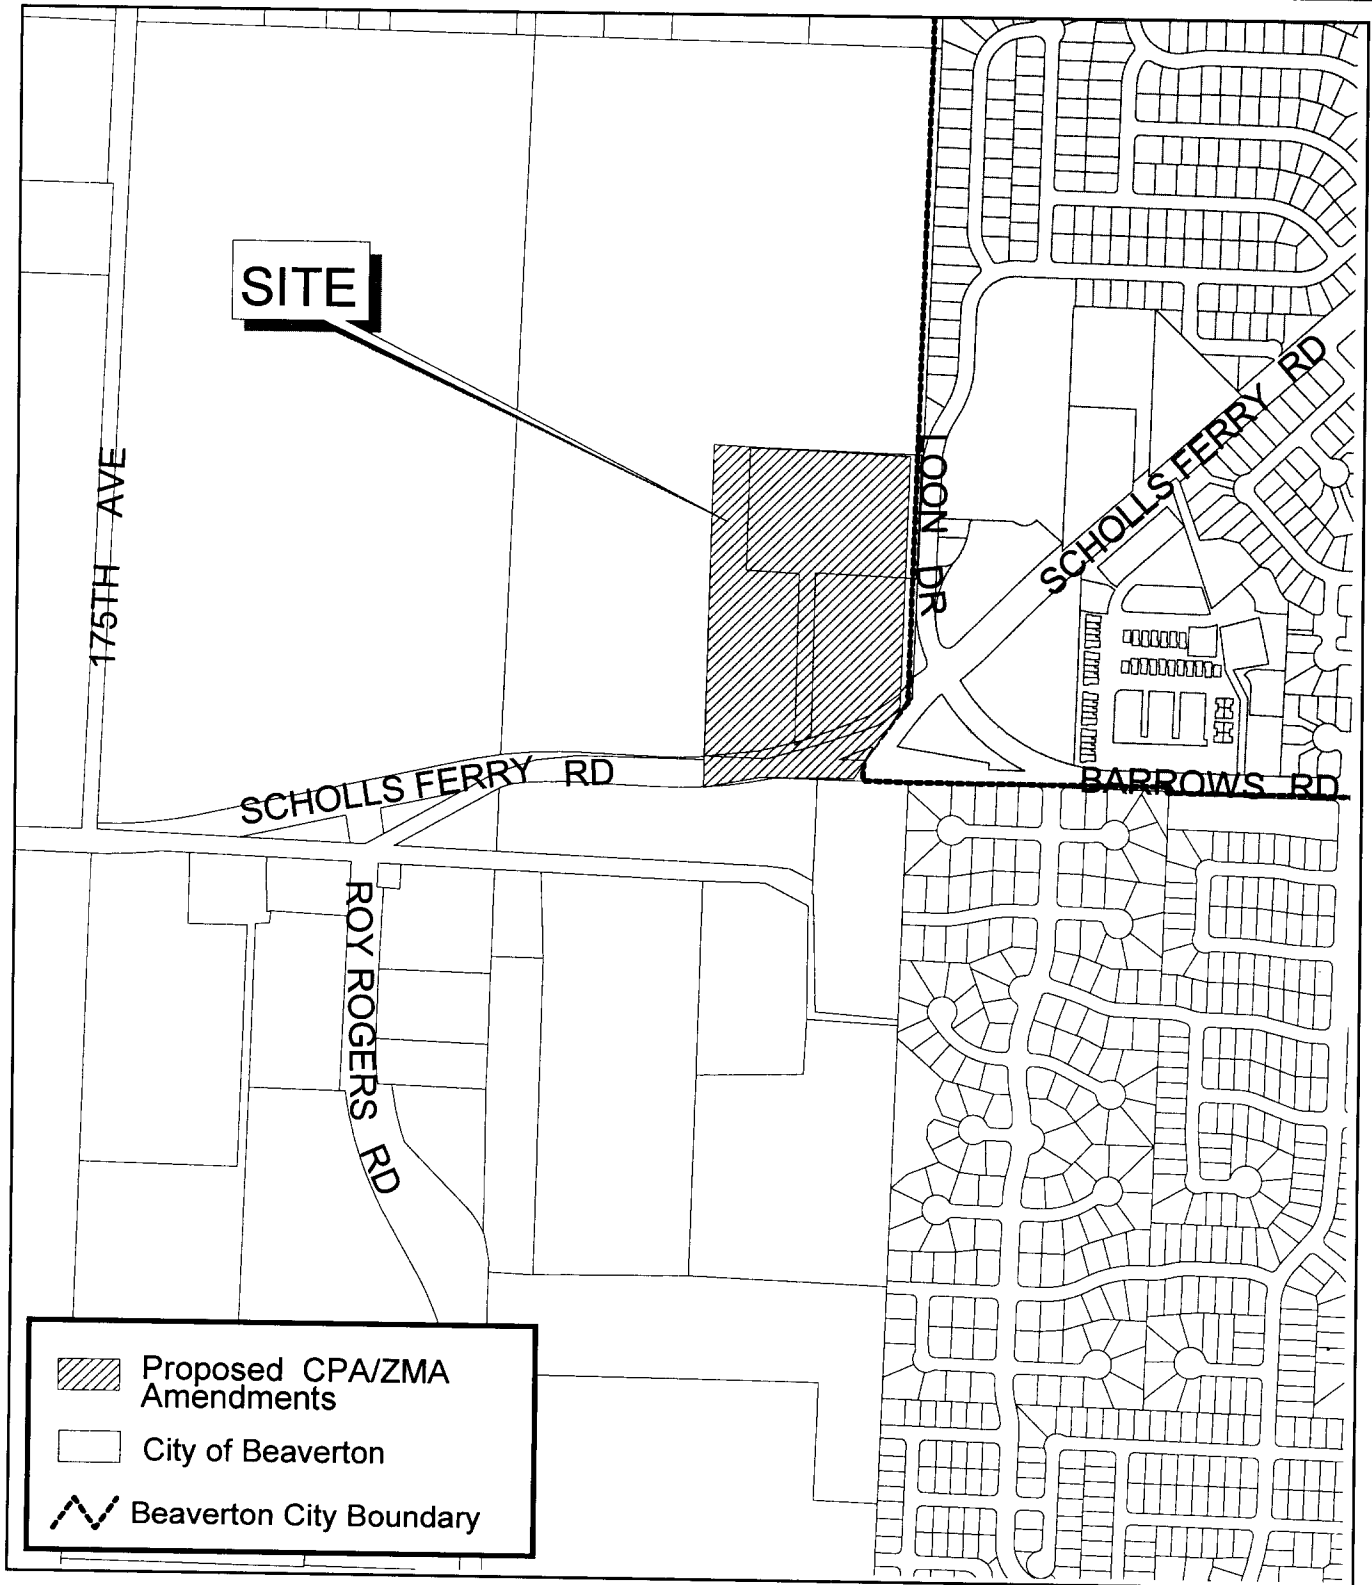 SITE
175TH AVE
LOON DR
SCHOLLS FERRY RD
SCHOLLS FERRY RD
BARROWS RD
ROY ROGERS RD
Proposed CPA/ZMA
Amendments
City of Beaverton
Beaverton City Boundary